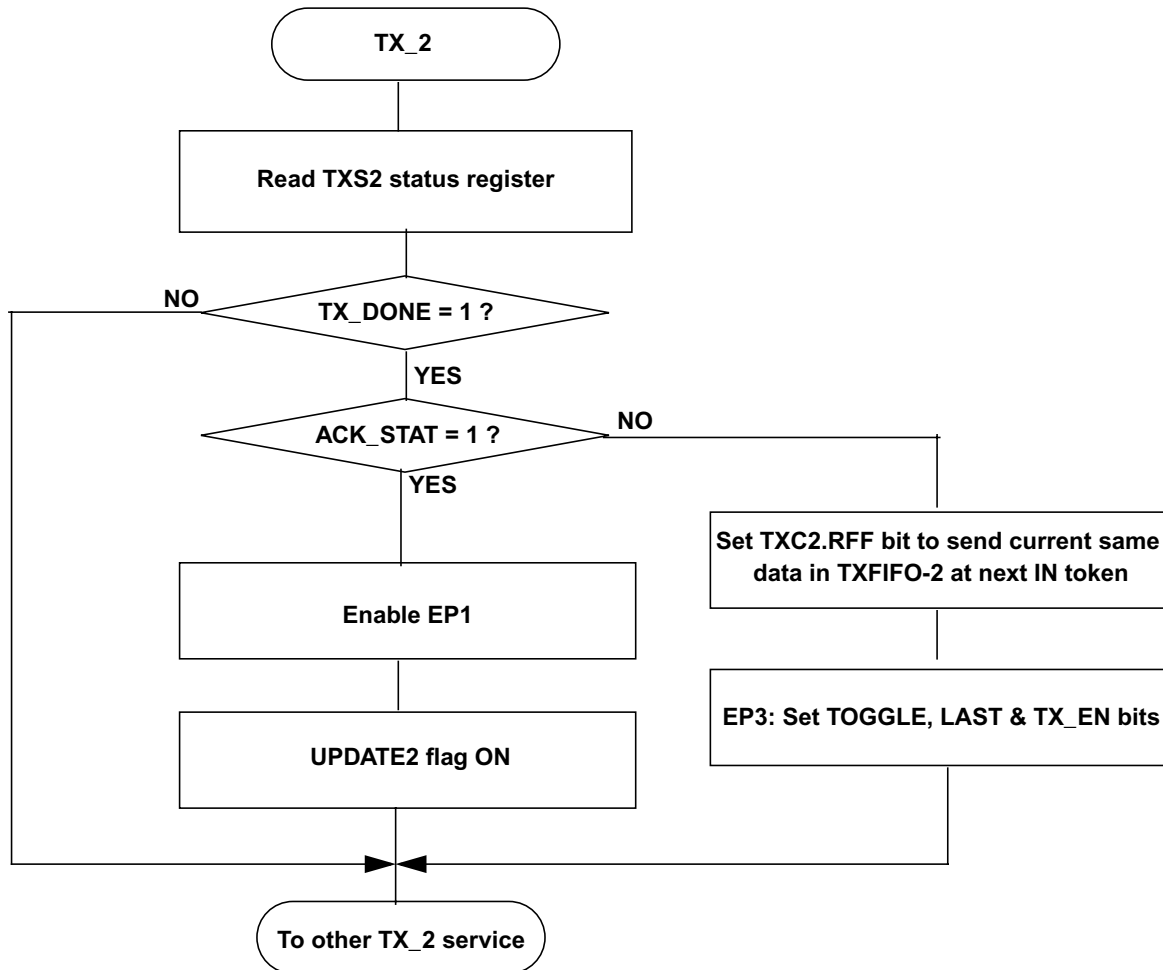 TX_2
Read TXS2 status register
NO
TX_DONE = 1 ?
YES
ACK_STAT = 1 ?
NO
YES
Set TXC2.RFF bit to send current same
data in TXFIFO-2 at next IN token
Enable EP1
EP3: Set TOGGLE, LAST & TX_EN bits
UPDATE2 flag ON
To other TX_2 service